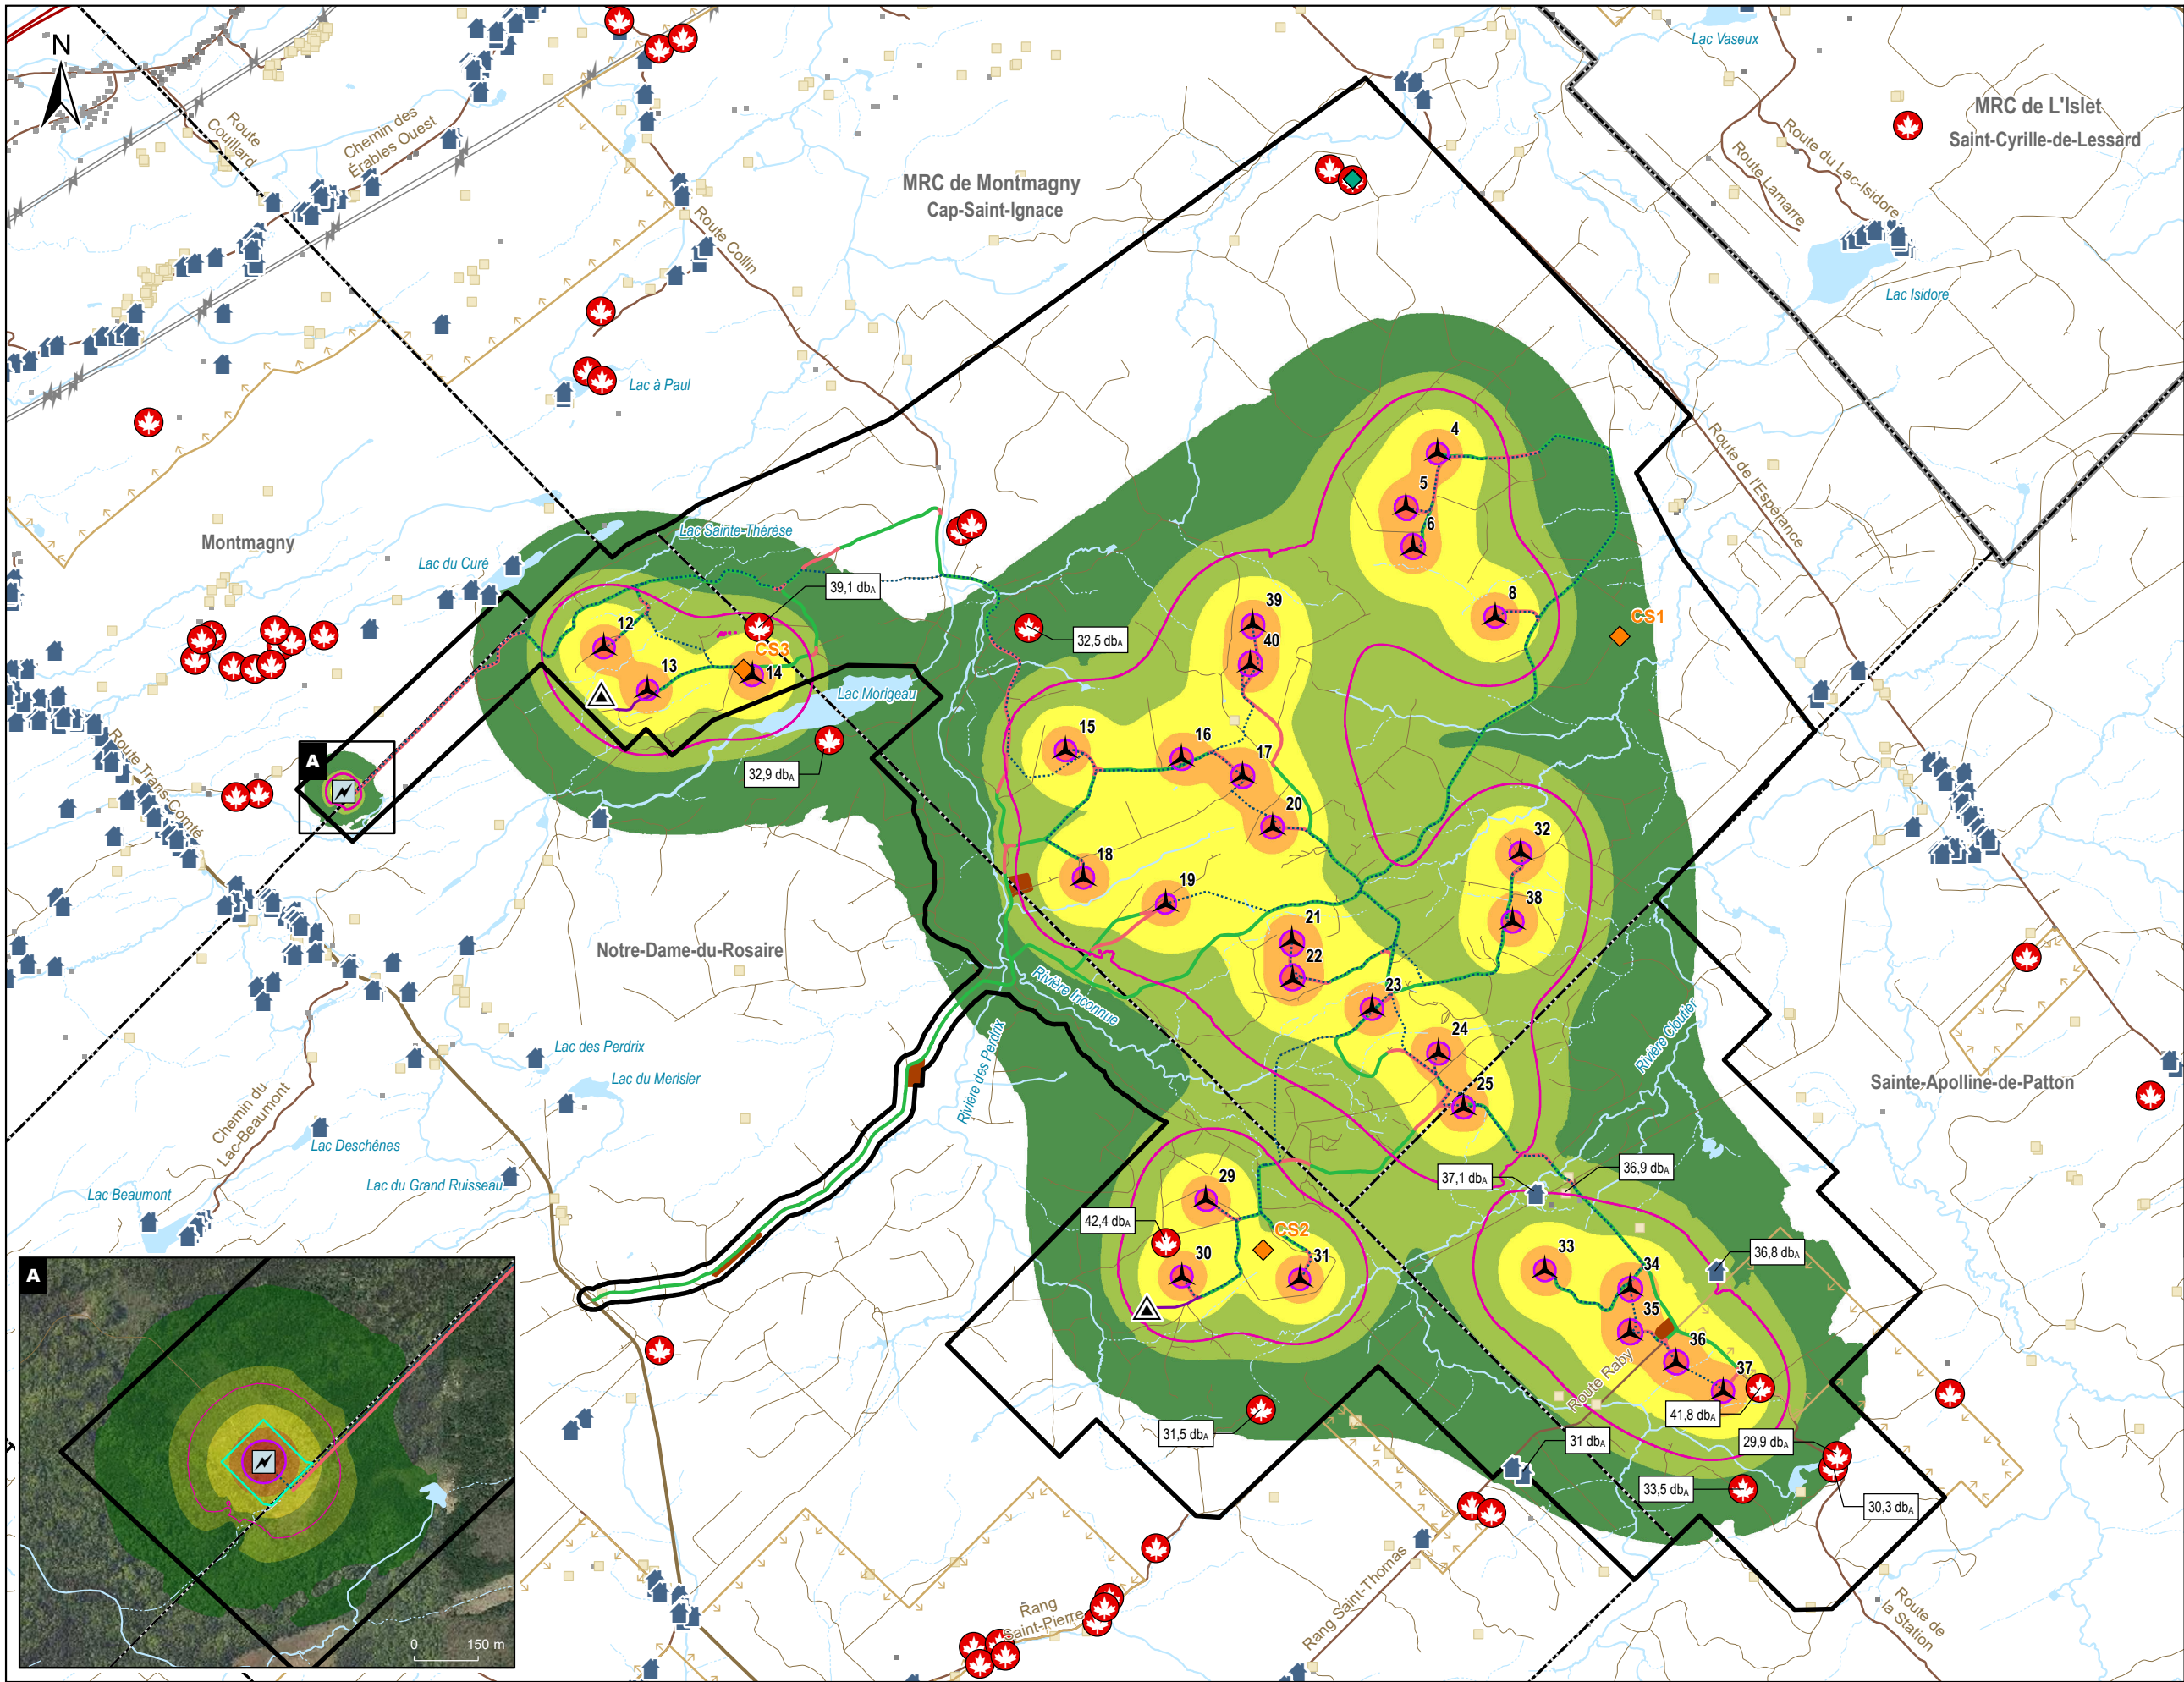 N
Lac Vaseux
MRC de L'Islet
Saint-Cyrille-de-Lessard
Route
Couillard
Chemin des
Érables Ouest
Route du Lac-Isidore
Route Lamarre
MRC de Montmagny
Cap-Saint-Ignace
Route Collin
Lac Isidore
Lac à Paul
4
Route de l'Espérance
5
6
Lac Sainte-Thérèse
Montmagny
Lac du Curé
39,1 dbA
8
39
CS1
12
32,5 dbA
40
CS3
13
14
Lac Morigeau
15
16
17
Route Trans-Comté
A
32,9 dbA
20
32
18
19
38
21
Notre-Dame-du-Rosaire
22
Rivière Inconnue
23
24
Rivière Cloutier
Lac des Perdrix
Rivière des Perdrix
Lac du Merisier
25
Sainte-Apolline-de-Patton
Chemin du
Lac-Beaumont
Lac Deschênes
Lac du Grand Ruisseau
Lac Beaumont
37,1 dbA
36,9 dbA
29
42,4 dbA
CS2
30
31
33
34
36,8 dbA
A
35
36
37
Route Raby
41,8 dbA
31,5 dbA
31 dbA
29,9 dbA
33,5 dbA
30,3 dbA
Rang
Saint-Pierre
Rang Saint-Thomas
Route de
la Station
0 150 m